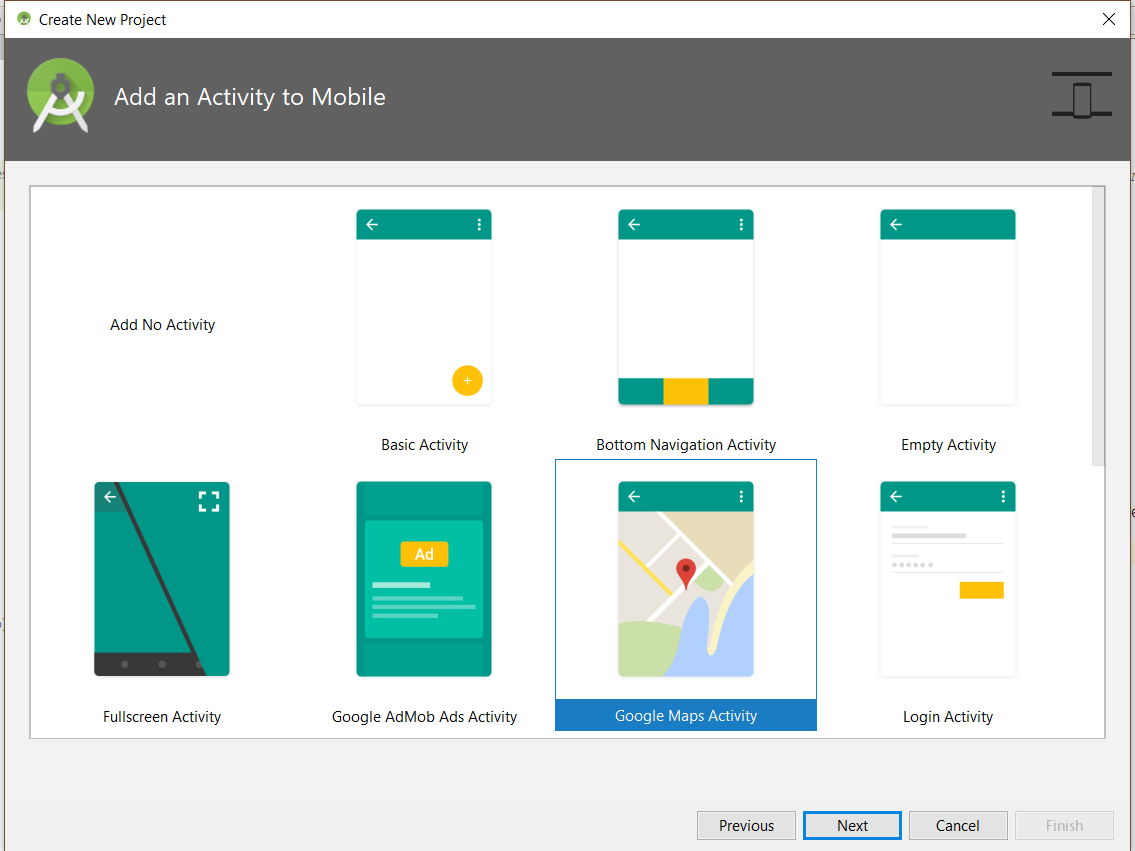 Create New Project
Add an Activity to Mobile
Add No Activity
Basic Activity
Bottom Navigation Activity
Empty Activity
Ad
Fullscreen Activity
Google AdMob Ads Activity
Google Maps Activity
Login Activity
Previous
Next
Cancel
Finish